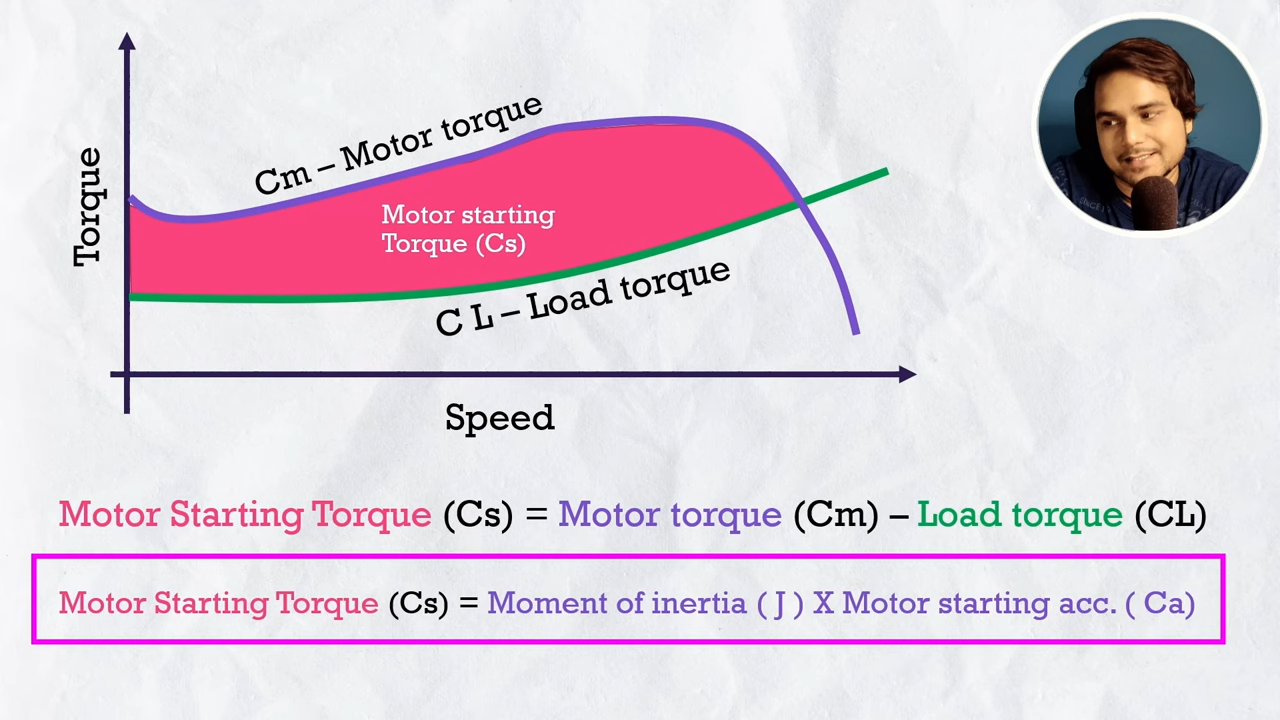 Torque
Cm – Motor torque
Motor starting
Torque (Cs)
C L – Load torque
Speed
Motor Starting Torque (Cs) = Motor torque (Cm) – Load torque (CL)
Motor Starting Torque (Cs) = Moment of inertia ( J ) X Motor starting acc. ( Ca)